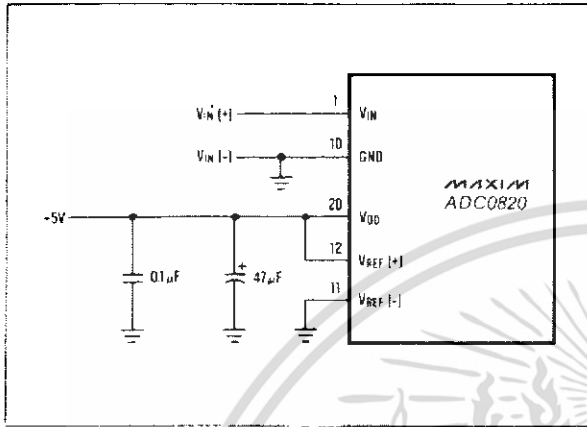 1
VIN (+) VIN
10
VIN (-) GND
MAXIM
ADC0820
20
+5V VDD
12
VREF (+)
0.1µF 47µF
11
VREF (-)